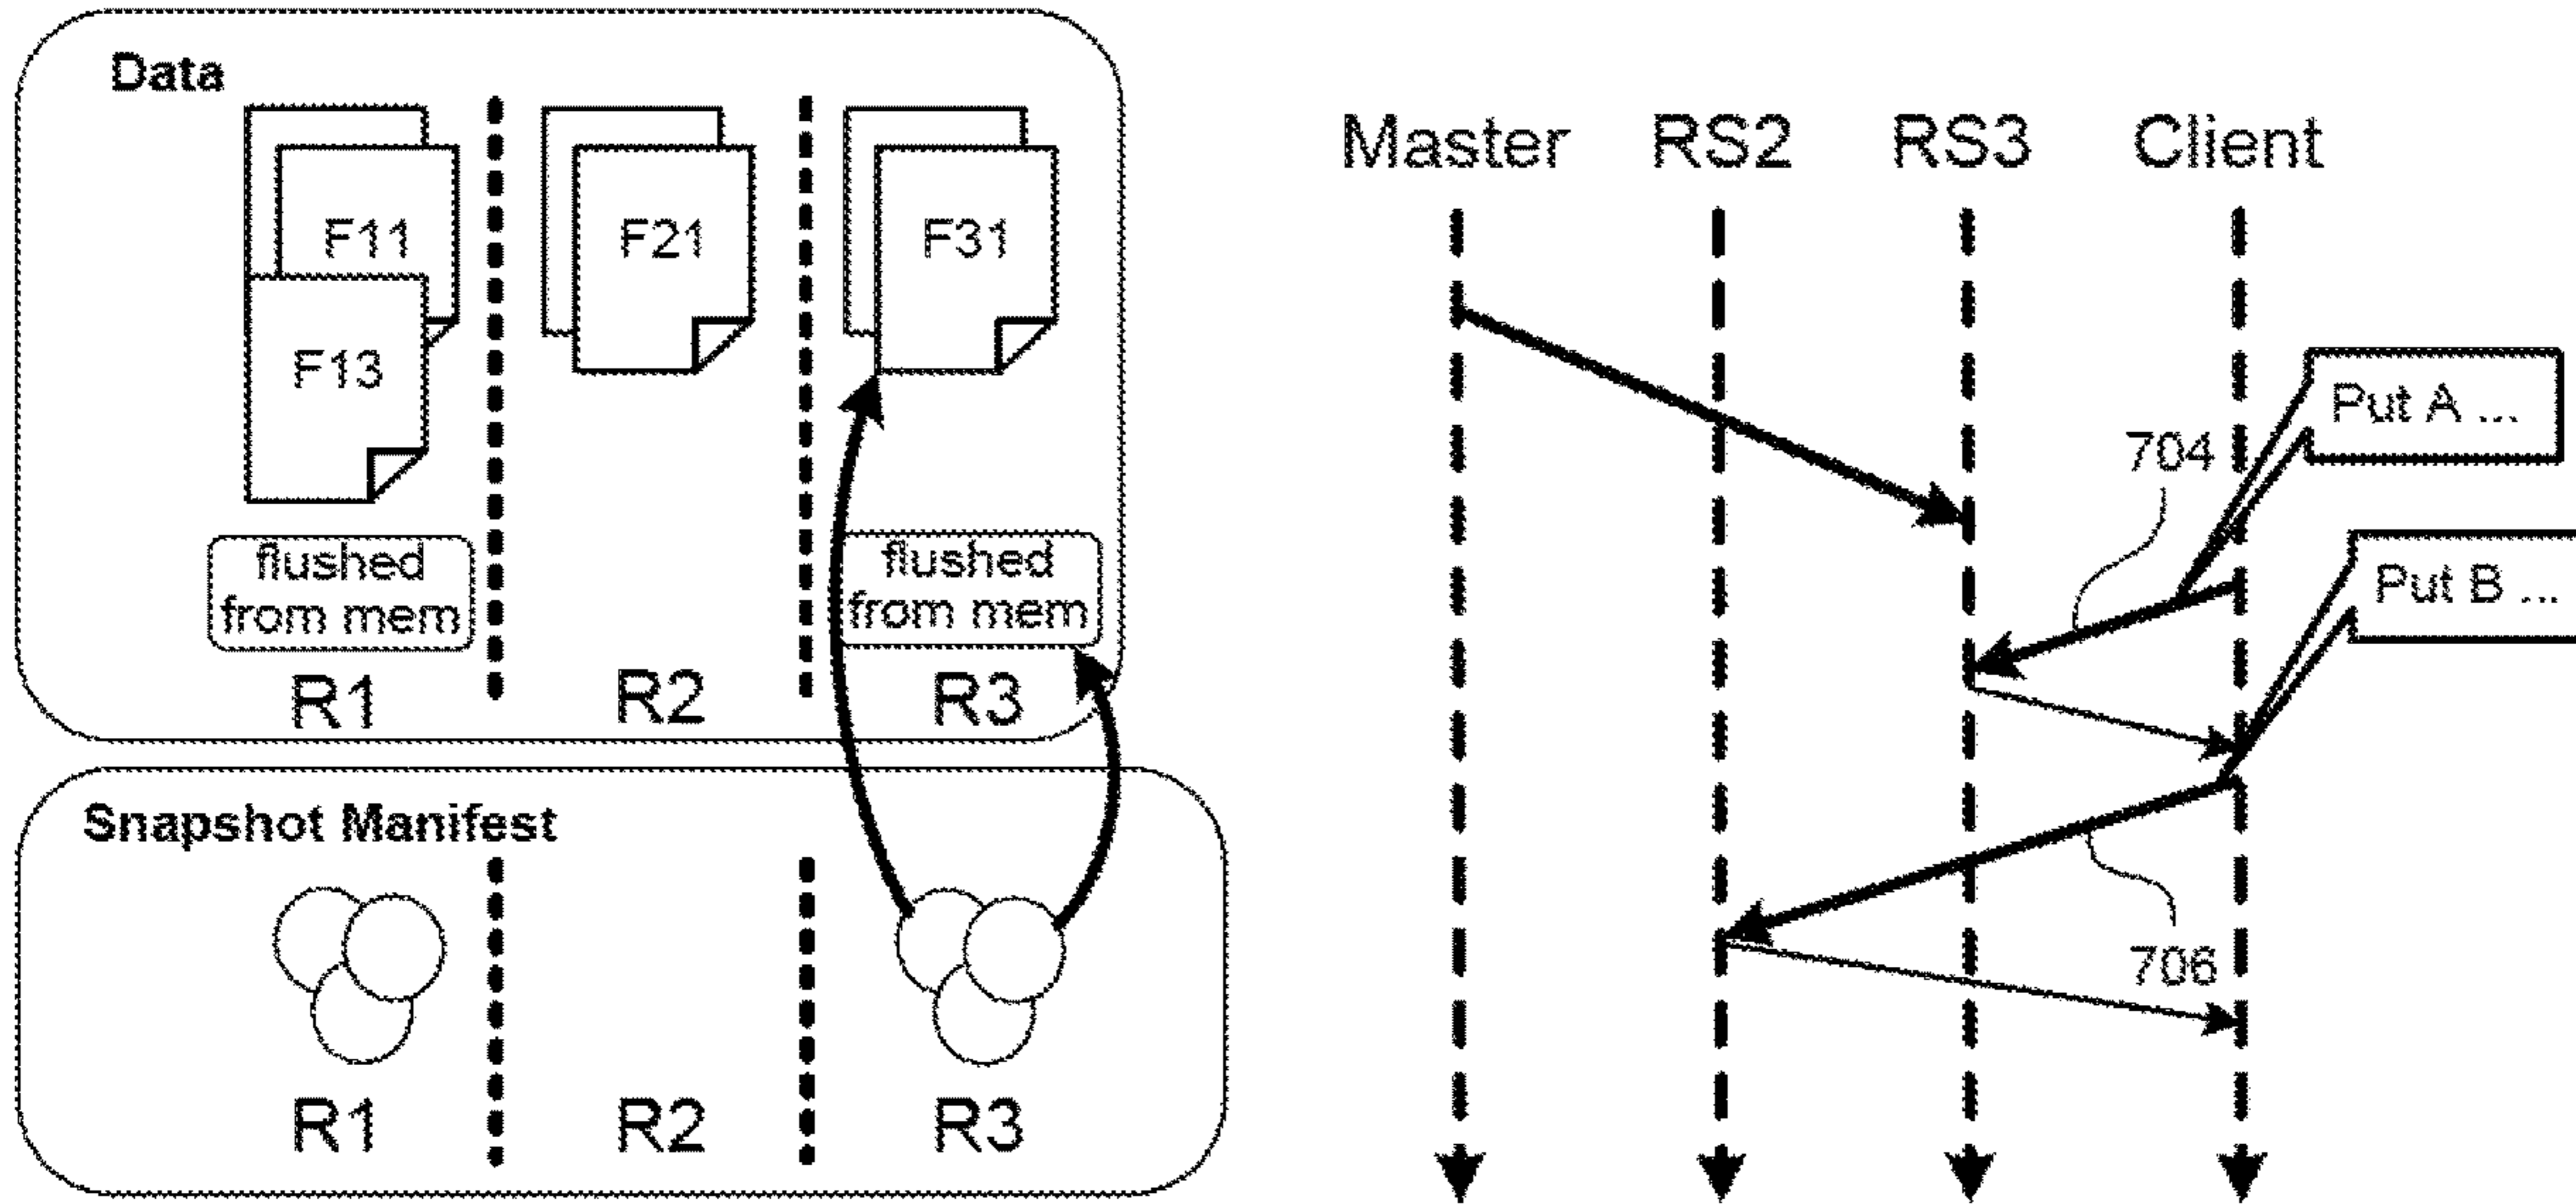 Data
F11
F13
F21
F31
flushed
from mem
flushed
from mem
R1
R2
R3
Snapshot Manifest
R1
R2
R3
Master
RS2
RS3
Client
Put A ...
704
Put B ...
706